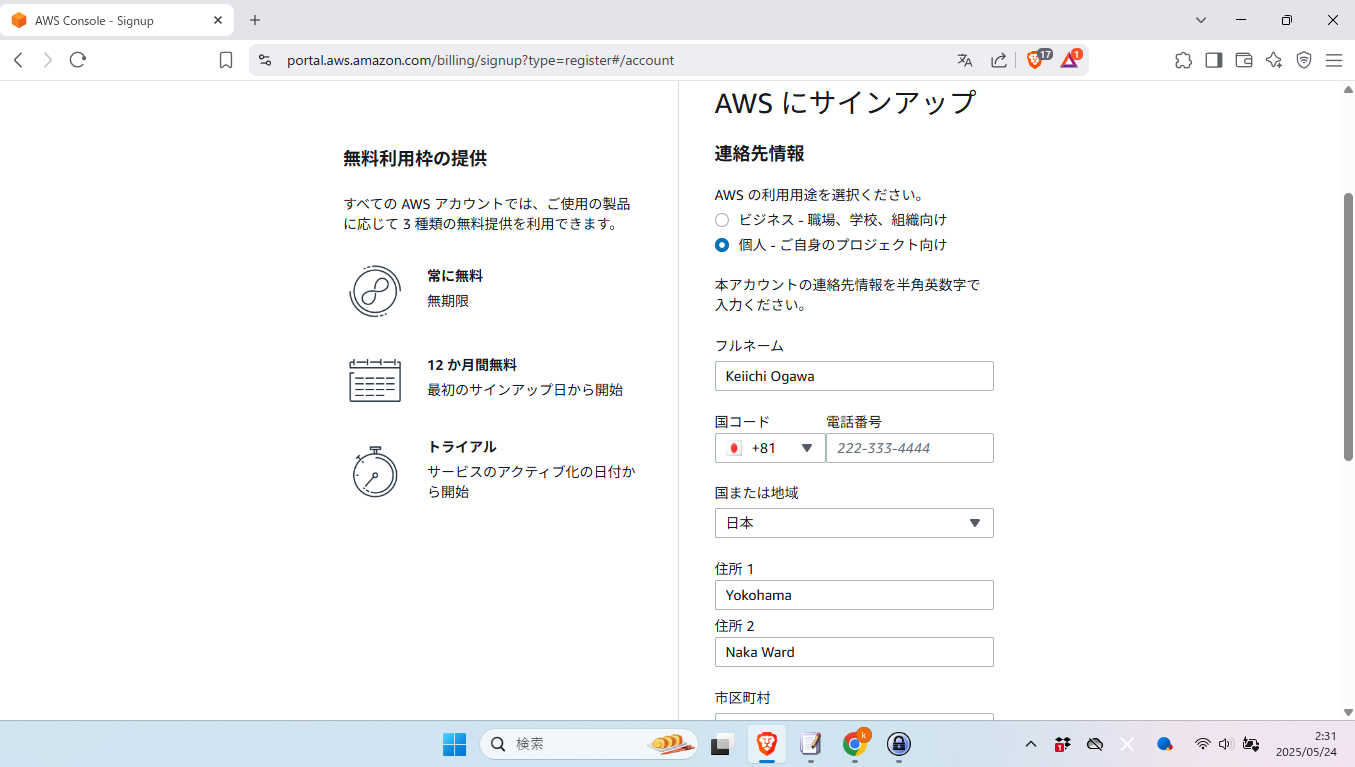 AWS Console - Signup
portal.aws.amazon.com/billing/signup?type=register#/account
17
1
無料利用枠の提供
すべての AWS アカウントでは、ご使用の製品
に応じて 3 種類の無料提供を利用できます。
常に無料
無期限
12 か月間無料
最初のサインアップ日から開始
トライアル
サービスのアクティブ化の日付か
ら開始
AWS にサインアップ
連絡先情報
AWS の利用用途を選択ください。
ビジネス - 職場、学校、組織向け
個人 - ご自身のプロジェクト向け
本アカウントの連絡先情報を半角英数字で
入力ください。
フルネーム
Keiichi Ogawa
国コード 電話番号
+81 222-333-4444
国または地域
日本
住所 1
Yokohama
住所 2
Naka Ward
市区町村
検索
k
1
2:31
2025/05/24